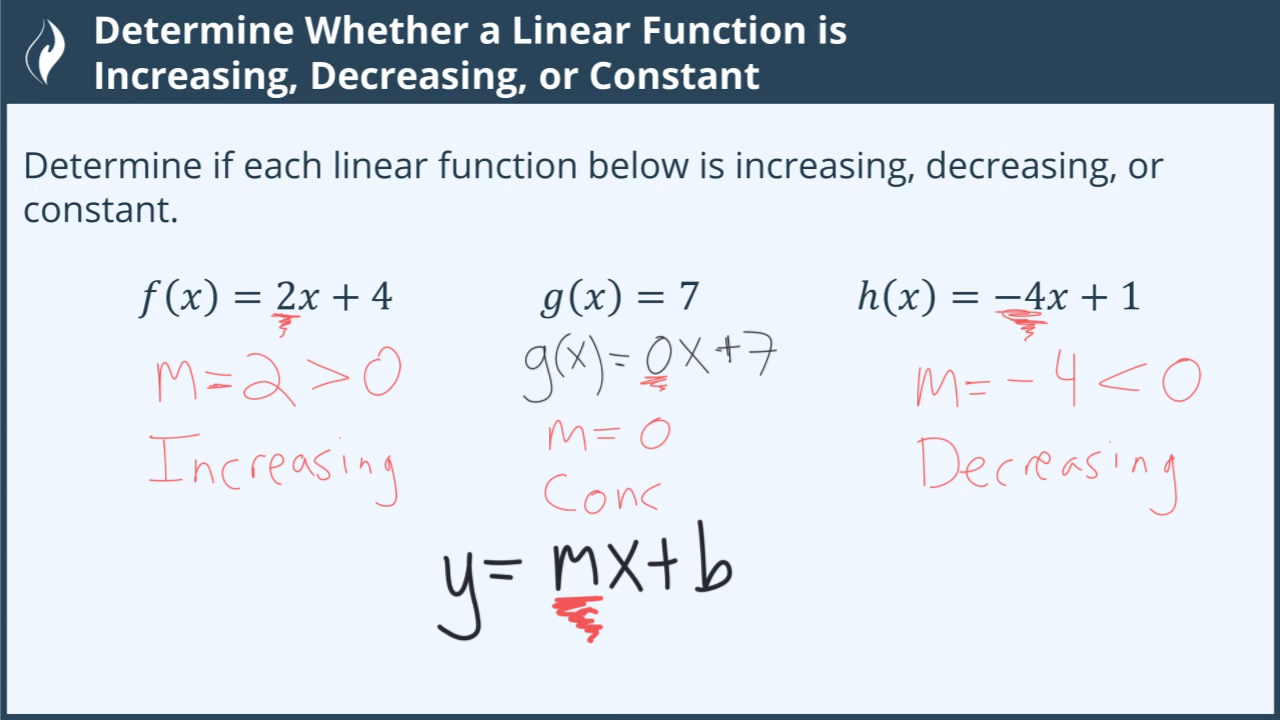 Determine Whether a Linear Function is
Increasing, Decreasing, or Constant
Determine if each linear function below is increasing, decreasing, or
constant.
f(x) = 2x + 4
g(x) = 7
h(x) = −4x + 1
g(x) = 0x + 7
m = 2 > 0
m = 0
m = −4 < 0
Increasing
Conc
Decreasing
y = mx + b